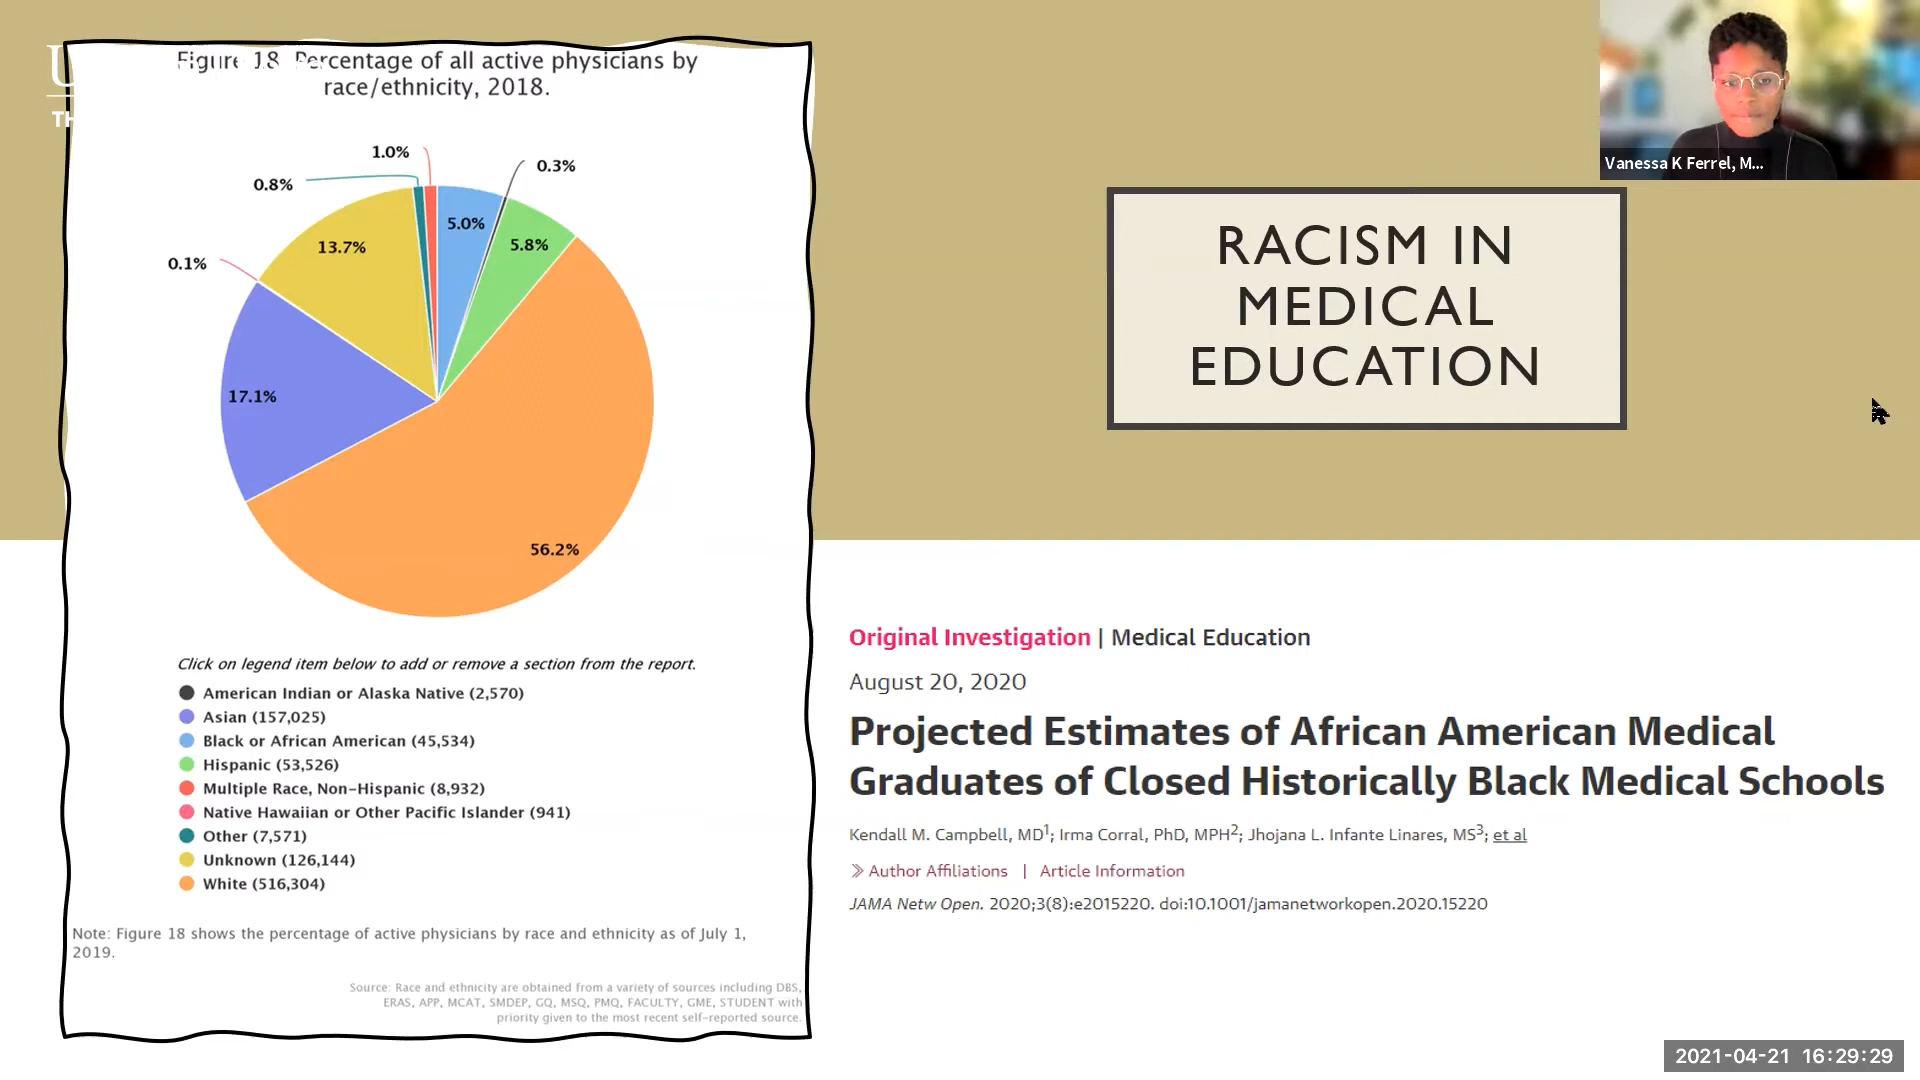 U
TH
Figure 18. Percentage of all active physicians by
race/ethnicity, 2018.
1.0%
0.3%
0.8%
5.0%
5.8%
13.7%
0.1%
17.1%
56.2%
Click on legend item below to add or remove a section from the report.
American Indian or Alaska Native (2,570)
Asian (157,025)
Black or African American (45,534)
Hispanic (53,526)
Multiple Race, Non-Hispanic (8,932)
Native Hawaiian or Other Pacific Islander (941)
Other (7,571)
Unknown (126,144)
White (516,304)
Note: Figure 18 shows the percentage of active physicians by race and ethnicity as of July 1,
2019.
Source: Race and ethnicity are obtained from a variety of sources including DBS,
ERAS, APP, MCAT, SMDEP, GQ, MSQ, PMQ, FACULTY, GME, STUDENT with
priority given to the most recent self-reported source.
Vanessa K Ferrel, M...
RACISM IN
MEDICAL
EDUCATION
Original Investigation | Medical Education
August 20, 2020
Projected Estimates of African American Medical
Graduates of Closed Historically Black Medical Schools
Kendall M. Campbell, MD1; Irma Corral, PhD, MPH2; Jhojana L. Infante Linares, MS3; et al
» Author Affiliations | Article Information
JAMA Netw Open. 2020;3(8):e2015220. doi:10.1001/jamanetworkopen.2020.15220
2021-04-21 16:29:29